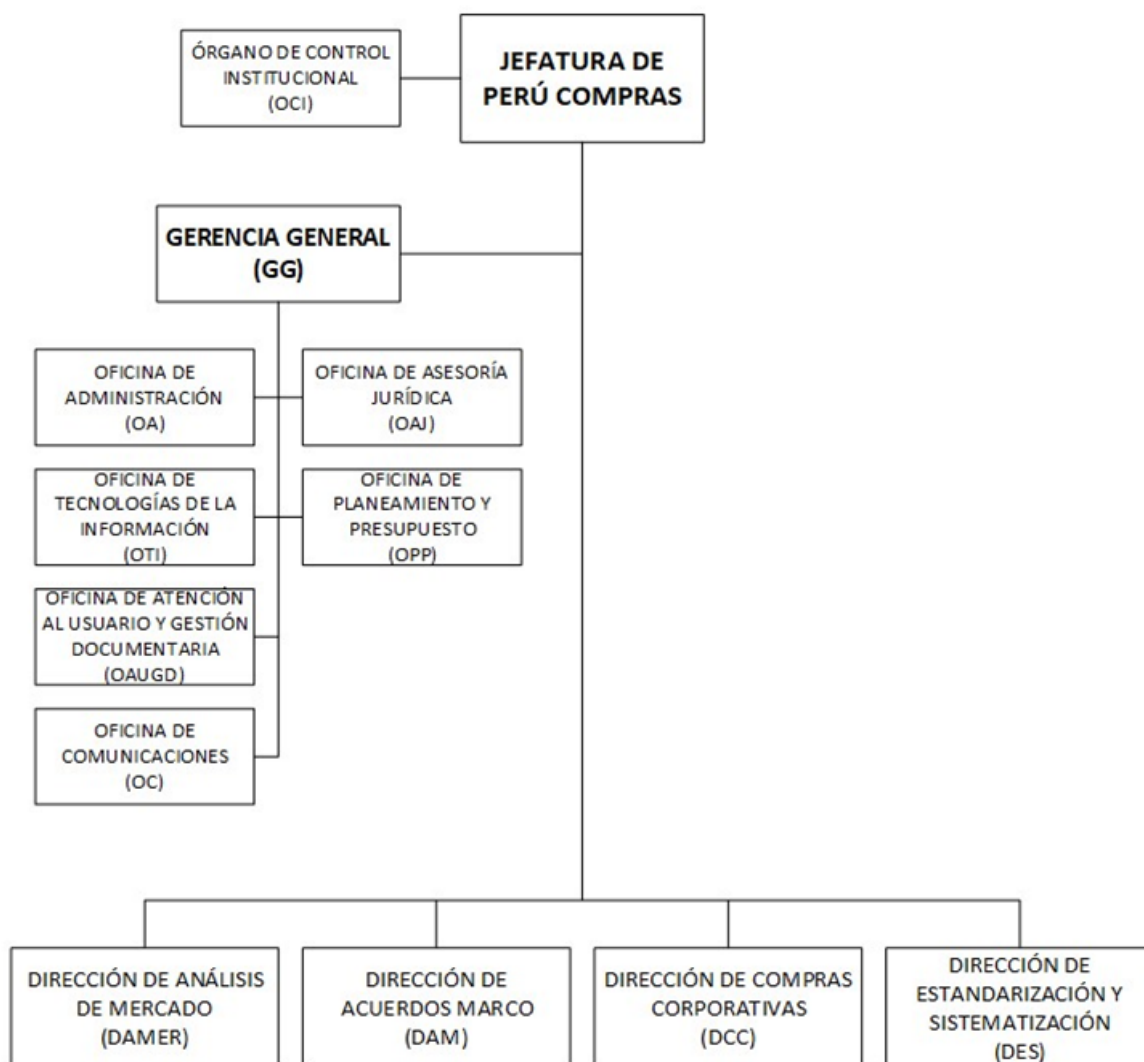 ÓRGANO DE CONTROL
INSTITUCIONAL
(OCI)
JEFATURA DE
PERÚ COMPRAS
GERENCIA GENERAL
(GG)
OFICINA DE
ADMINISTRACIÓN
(OA)
OFICINA DE ASESORÍA
JURÍDICA
(OAJ)
OFICINA DE
TECNOLOGÍAS DE LA
INFORMACIÓN
(OTI)
OFICINA DE
PLANEAMIENTO Y
PRESUPUESTO
(OPP)
OFICINA DE ATENCIÓN
AL USUARIO Y GESTIÓN
DOCUMENTARIA
(OAUGD)
OFICINA DE
COMUNICACIONES
(OC)
DIRECCIÓN DE ANÁLISIS
DE MERCADO
(DAMER)
DIRECCIÓN DE
ACUERDOS MARCO
(DAM)
DIRECCIÓN DE COMPRAS
CORPORATIVAS
(DCC)
DIRECCIÓN DE
ESTANDARIZACIÓN Y
SISTEMATIZACIÓN
(DES)